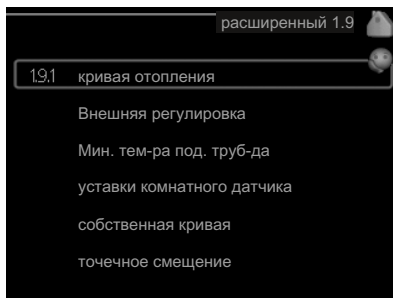 расширенный 1.9
1.9.1 кривая отопления
Внешняя регулировка
Мин. тем-ра под. труб-да
уставки комнатного датчика
собственная кривая
точечное смещение